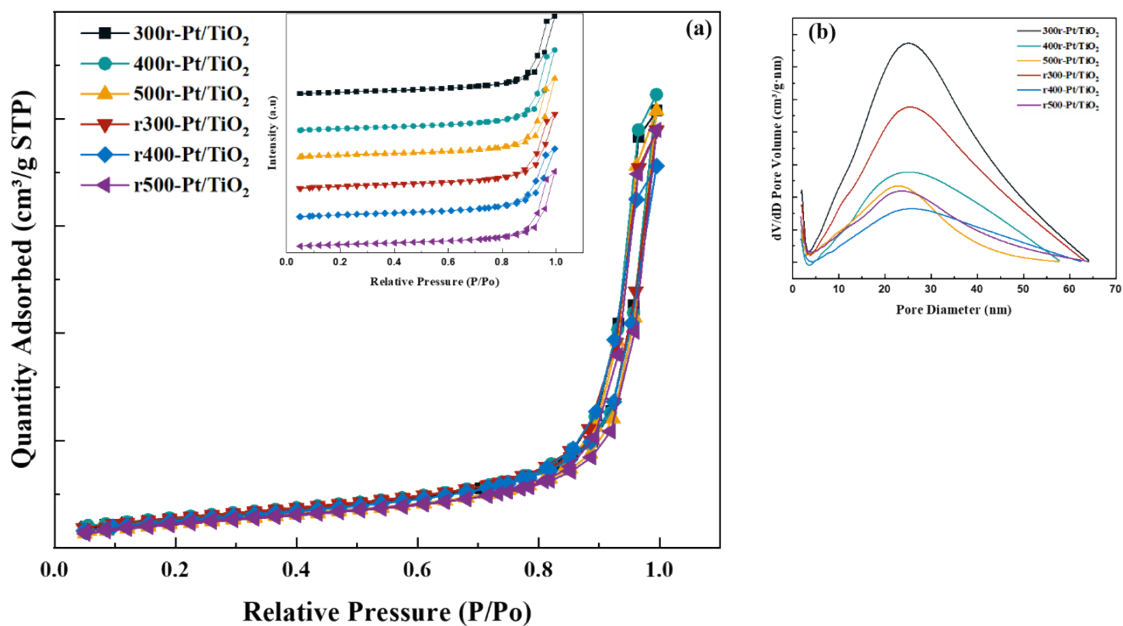 (a)
300r-Pt/TiO₂
400r-Pt/TiO₂
500r-Pt/TiO₂
r300-Pt/TiO₂
r400-Pt/TiO₂
r500-Pt/TiO₂
Quantity Adsorbed (cm³/g STP)
0.0 0.2 0.4 0.6 0.8 1.0
Relative Pressure (P/Po)
Intensity (a.u)
0.0 0.2 0.4 0.6 0.8 1.0
Relative Pressure (P/Po)
(b)
300r-Pt/TiO₂
400r-Pt/TiO₂
500r-Pt/TiO₂
r300-Pt/TiO₂
r400-Pt/TiO₂
r500-Pt/TiO₂
dV/dD Pore Volume (cm³/g·nm)
0 10 20 30 40 50 60 70
Pore Diameter (nm)